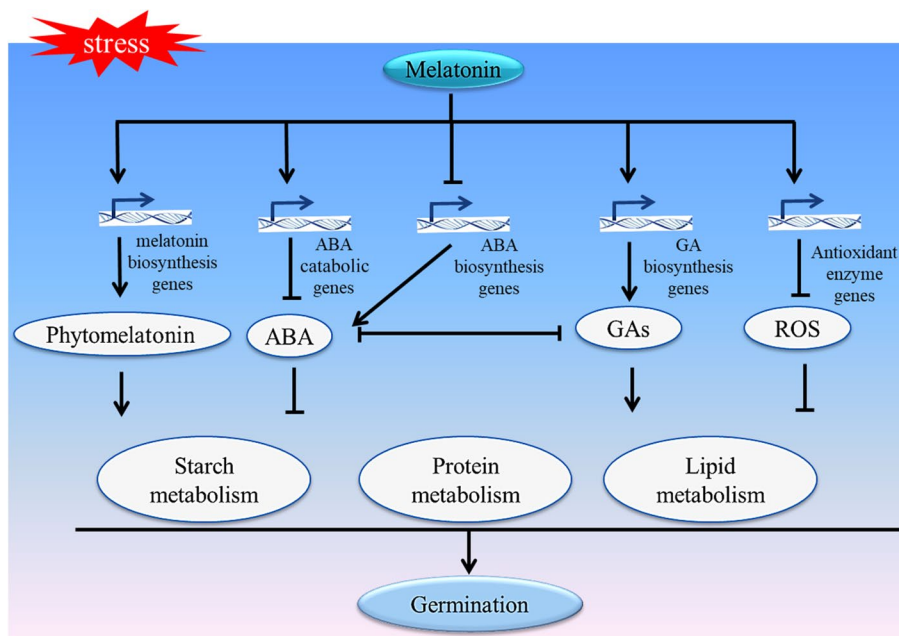 stress
Melatonin
melatonin
biosynthesis
genes
ABA
catabolic
genes
ABA
biosynthesis
genes
GA
biosynthesis
genes
Antioxidant
enzyme
genes
Phytomelatonin
ABA
GAs
ROS
Starch
metabolism
Protein
metabolism
Lipid
metabolism
Germination